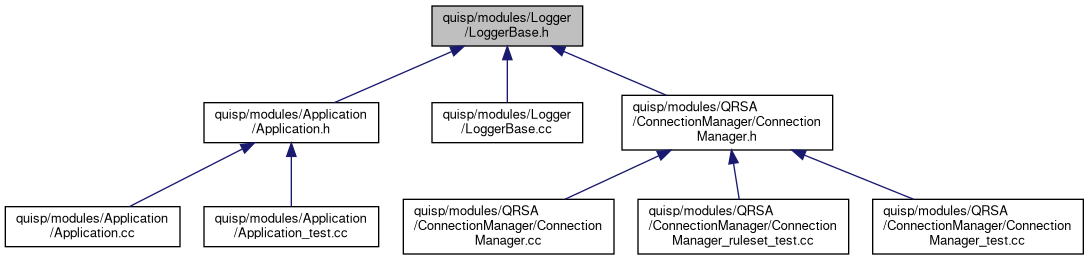 quisp/modules/Logger
/LoggerBase.h
quisp/modules/Application
/Application.h
quisp/modules/Logger
/LoggerBase.cc
quisp/modules/QRSA
/ConnectionManager/Connection
Manager.h
quisp/modules/Application
/Application.cc
quisp/modules/Application
/Application_test.cc
quisp/modules/QRSA
/ConnectionManager/Connection
Manager.cc
quisp/modules/QRSA
/ConnectionManager/Connection
Manager_ruleset_test.cc
quisp/modules/QRSA
/ConnectionManager/Connection
Manager_test.cc